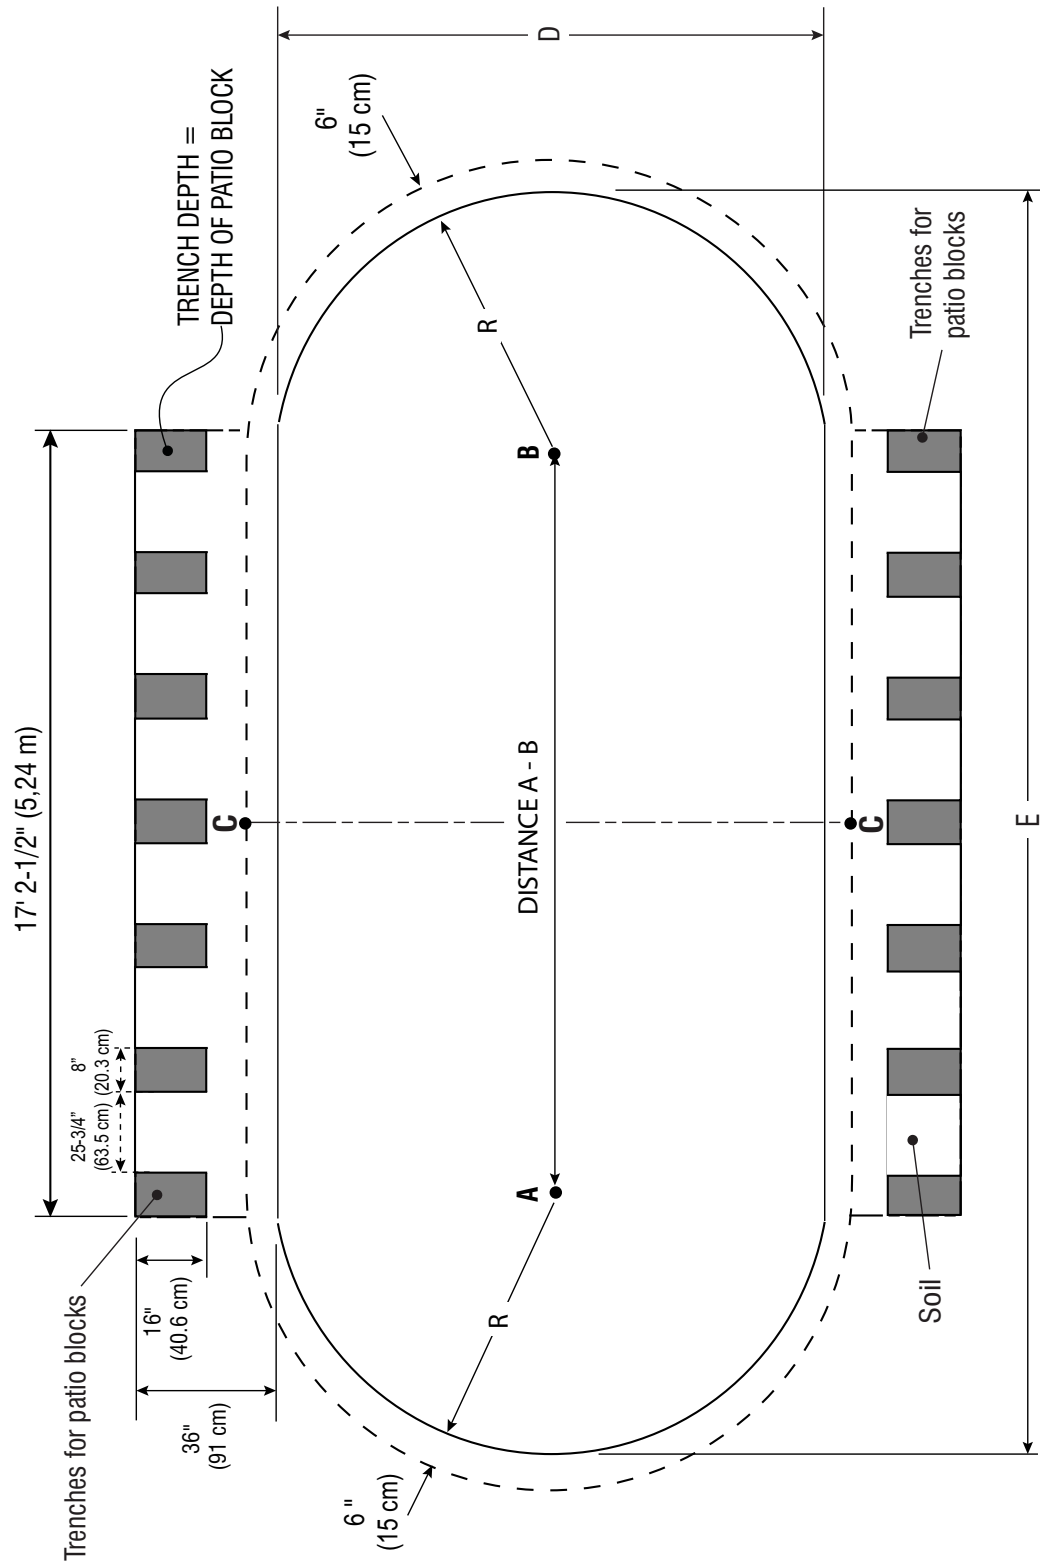 17' 2-1/2" (5,24 m)
25-3/4"
(63.5 cm)
8"
(20.3 cm)
TRENCH DEPTH =
DEPTH OF PATIO BLOCK
Trenches for patio blocks
16"
(40.6 cm)
36"
(91 cm)
6"
(15 cm)
6 "
(15 cm)
D
C
R
R
A
B
DISTANCE A - B
C
Soil
Trenches for
patio blocks
E